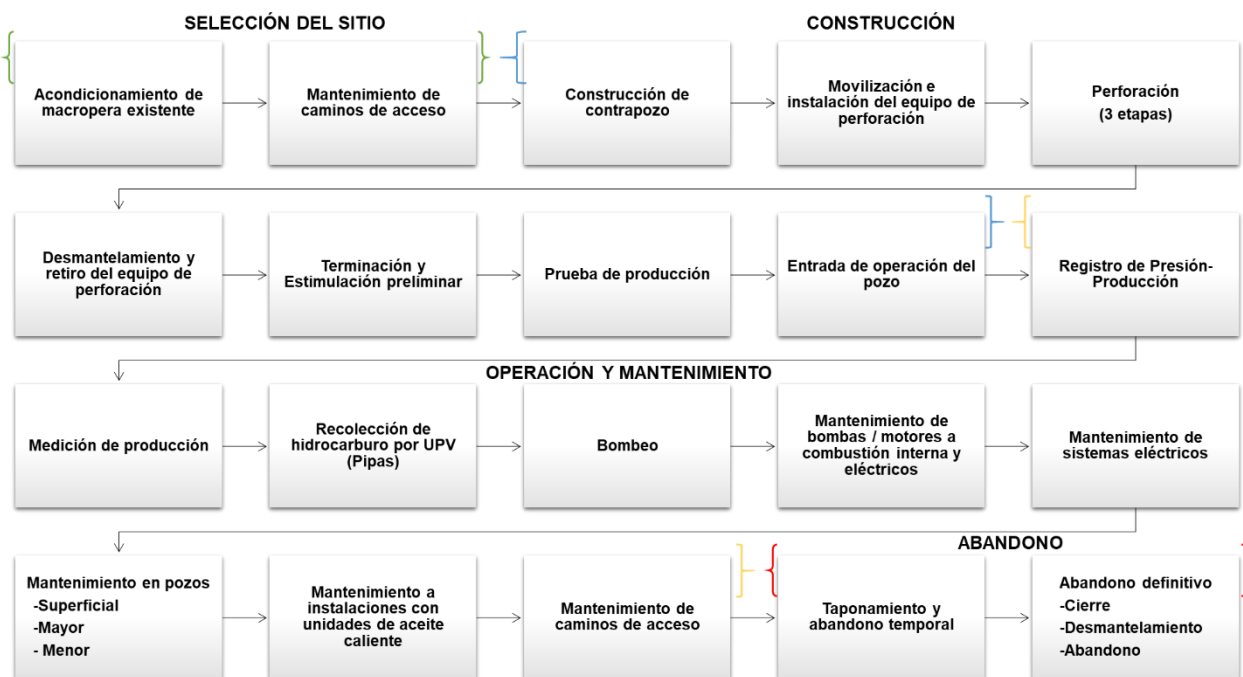 SELECCIÓN DEL SITIO
CONSTRUCCIÓN
Acondicionamiento de
macropera existente
Mantenimiento de
caminos de acceso
Construcción de
contrapozo
Movilización e
instalación del equipo de
perforación
Perforación
(3 etapas)
Desmantelamiento y
retiro del equipo de
perforación
Terminación y
Estimulación preliminar
Prueba de producción
Entrada de operación del
pozo
Registro de Presión-
Producción
OPERACIÓN Y MANTENIMIENTO
Medición de producción
Recolección de
hidrocarburo por UPV
(Pipas)
Bombeo
Mantenimiento de
bombas / motores a
combustión interna y
eléctricos
Mantenimiento de
sistemas eléctricos
ABANDONO
Mantenimiento en pozos
-Superficial
-Mayor
- Menor
Mantenimiento a
instalaciones con
unidades de aceite
caliente
Mantenimiento de
caminos de acceso
Taponamiento y
abandono temporal
Abandono definitivo
-Cierre
-Desmantelamiento
-Abandono